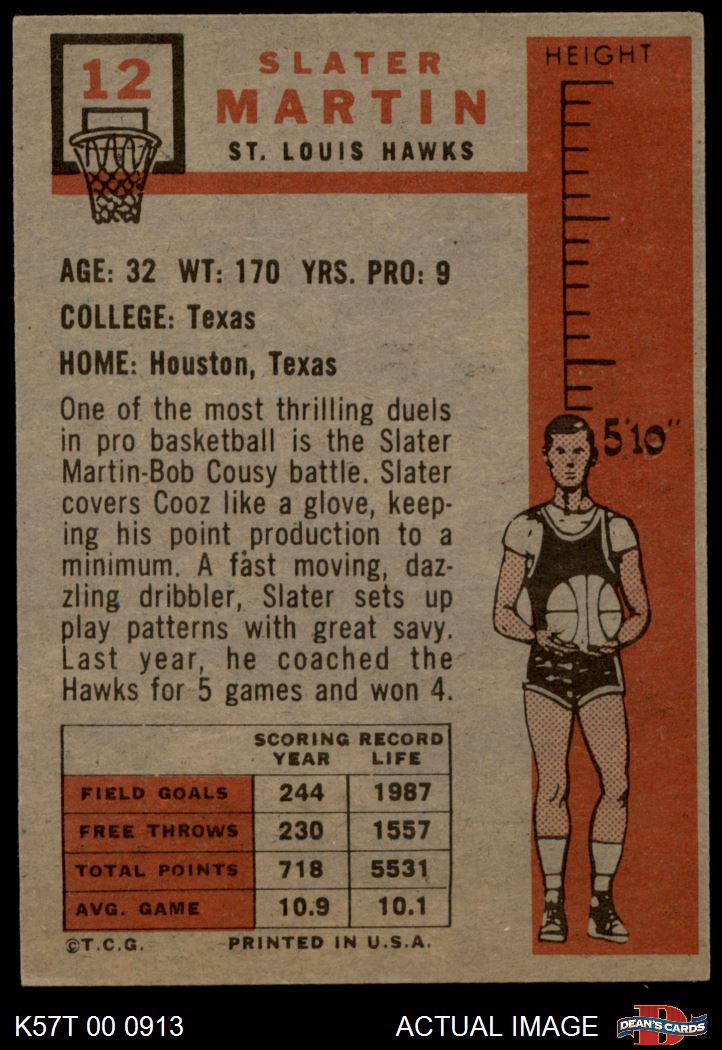 12
SLATER
MARTIN
ST. LOUIS HAWKS
HEIGHT
5'10"
AGE: 32 WT: 170 YRS. PRO: 9
COLLEGE: Texas
HOME: Houston, Texas
One of the most thrilling duels
in pro basketball is the Slater
Martin-Bob Cousy battle. Slater
covers Cooz like a glove, keep-
ing his point production to a
minimum. A fast moving, daz-
zling dribbler, Slater sets up
play patterns with great savy.
Last year, he coached the
Hawks for 5 games and won 4.
SCORING RECORD
YEAR LIFE
FIELD GOALS 244 1987
FREE THROWS 230 1557
TOTAL POINTS 718 5531
AVG. GAME 10.9 10.1
©T.C.G. PRINTED IN U.S.A.
K57T 00 0913 ACTUAL IMAGE D DEAN'S CARDS